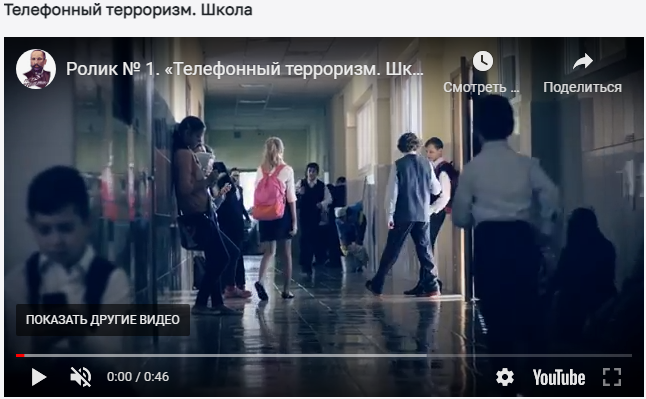 Телефонный терроризм. Школа
Ролик № 1. «Телефонный терроризм. Шк...
Смотреть ...
Поделиться
ПОКАЗАТЬ ДРУГИЕ ВИДЕО
0:00 / 0:46
YouTube